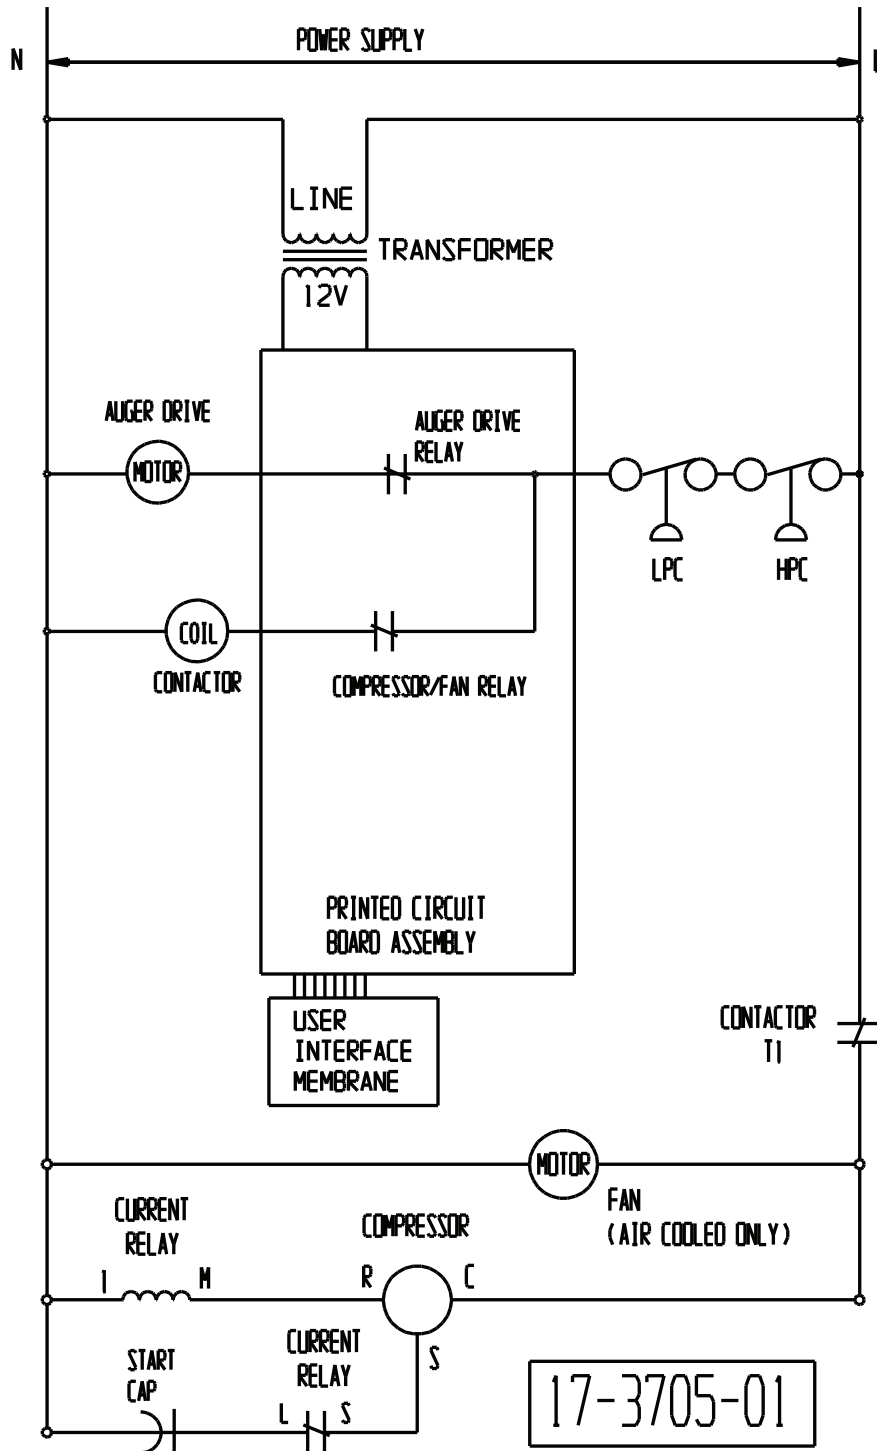 POWER SUPPLY
N
LINE
TRANSFORMER
12V
AUGER DRIVE
MOTOR
AUGER DRIVE
RELAY
LPC
HPC
COIL
CONTACTOR
COMPRESSOR/FAN RELAY
PRINTED CIRCUIT
BOARD ASSEMBLY
USER
INTERFACE
MEMBRANE
CONTACTOR
T1
MOTOR
FAN
(AIR COOLED ONLY)
CURRENT
RELAY
1
M
COMPRESSOR
R
C
S
START
CAP
CURRENT
RELAY
L
S
17-3705-01